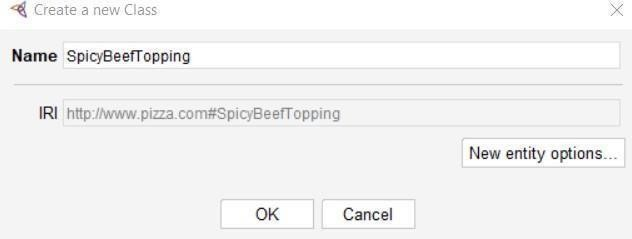 Create a new Class
Name SpicyBeefTopping
IRI http://www.pizza.com#SpicyBeefTopping
New entity options...
OK Cancel